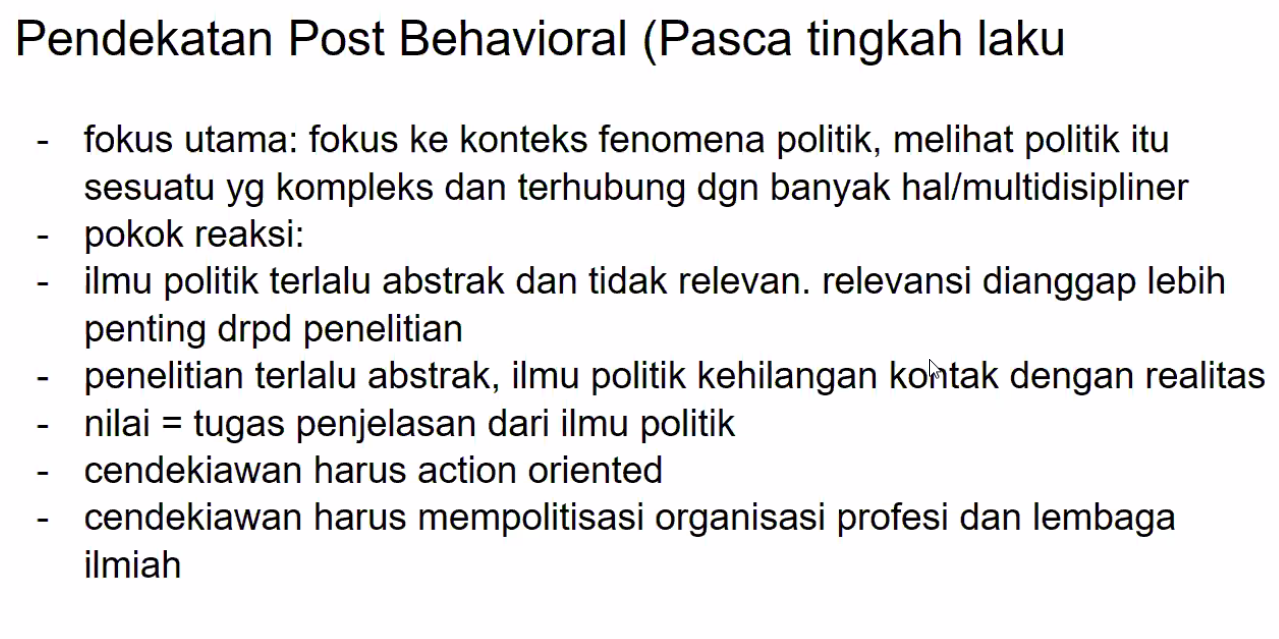 Pendekatan Post Behavioral (Pasca tingkah laku
- fokus utama: fokus ke konteks fenomena politik, melihat politik itu
sesuatu yg kompleks dan terhubung dgn banyak hal/multidisipliner
- pokok reaksi:
- ilmu politik terlalu abstrak dan tidak relevan. relevansi dianggap lebih
penting drpd penelitian
- penelitian terlalu abstrak, ilmu politik kehilangan kontak dengan realitas
- nilai = tugas penjelasan dari ilmu politik
- cendekiawan harus action oriented
- cendekiawan harus mempolitisasi organisasi profesi dan lembaga
ilmiah